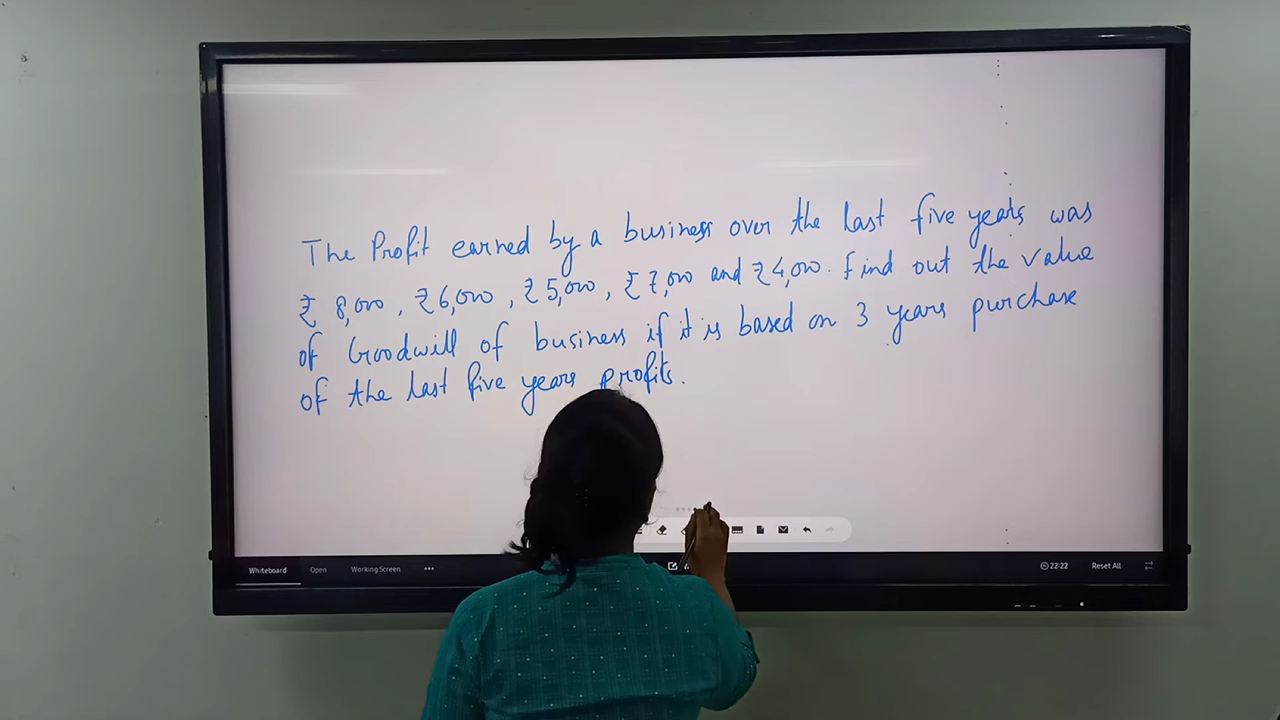 The Profit earned by a business over the last five years was
₹ 8,000, ₹6,000, ₹5,000, ₹7,000 and ₹4,000. Find out the value
of Goodwill of business if it is based on 3 years purchase
of the last five years profits.
Whiteboard Open Working Screen 22:22 Reset All